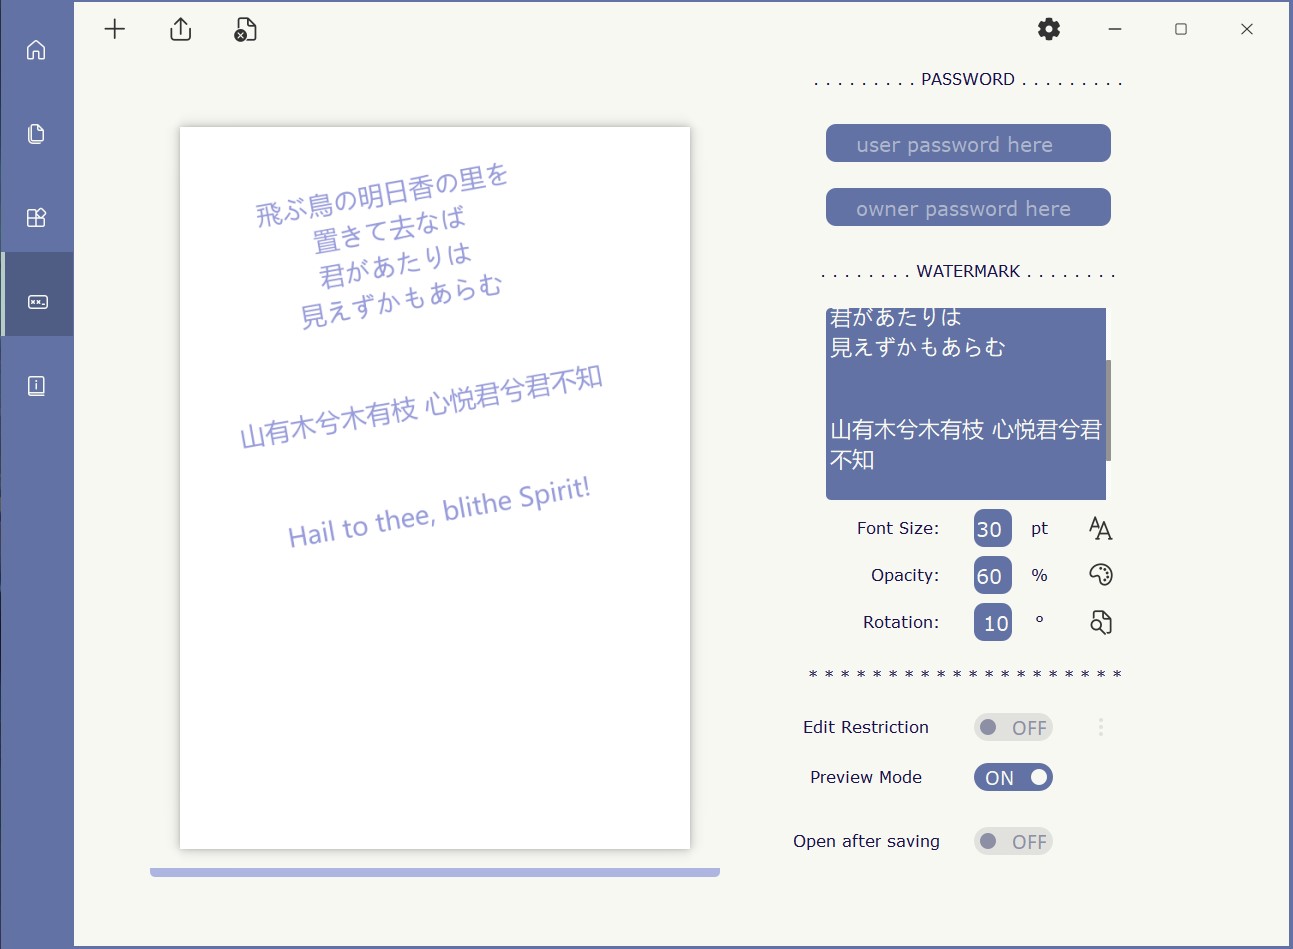 飛ぶ鳥の明日香の里を
置きて去なば
君があたりは
見えずかもあらむ
山有木兮木有枝 心悦君兮君不知
Hail to thee, blithe Spirit!
. . . . . . . . . PASSWORD . . . . . . . . .
user password here
owner password here
. . . . . . . . WATERMARK . . . . . . . .
君があたりは
見えずかもあらむ
山有木兮木有枝 心悦君兮君
不知
Font Size: 30 pt
Opacity: 60 %
Rotation: 10 °
* * * * * * * * * * * * * * * * * * * *
Edit Restriction OFF
Preview Mode ON
Open after saving OFF